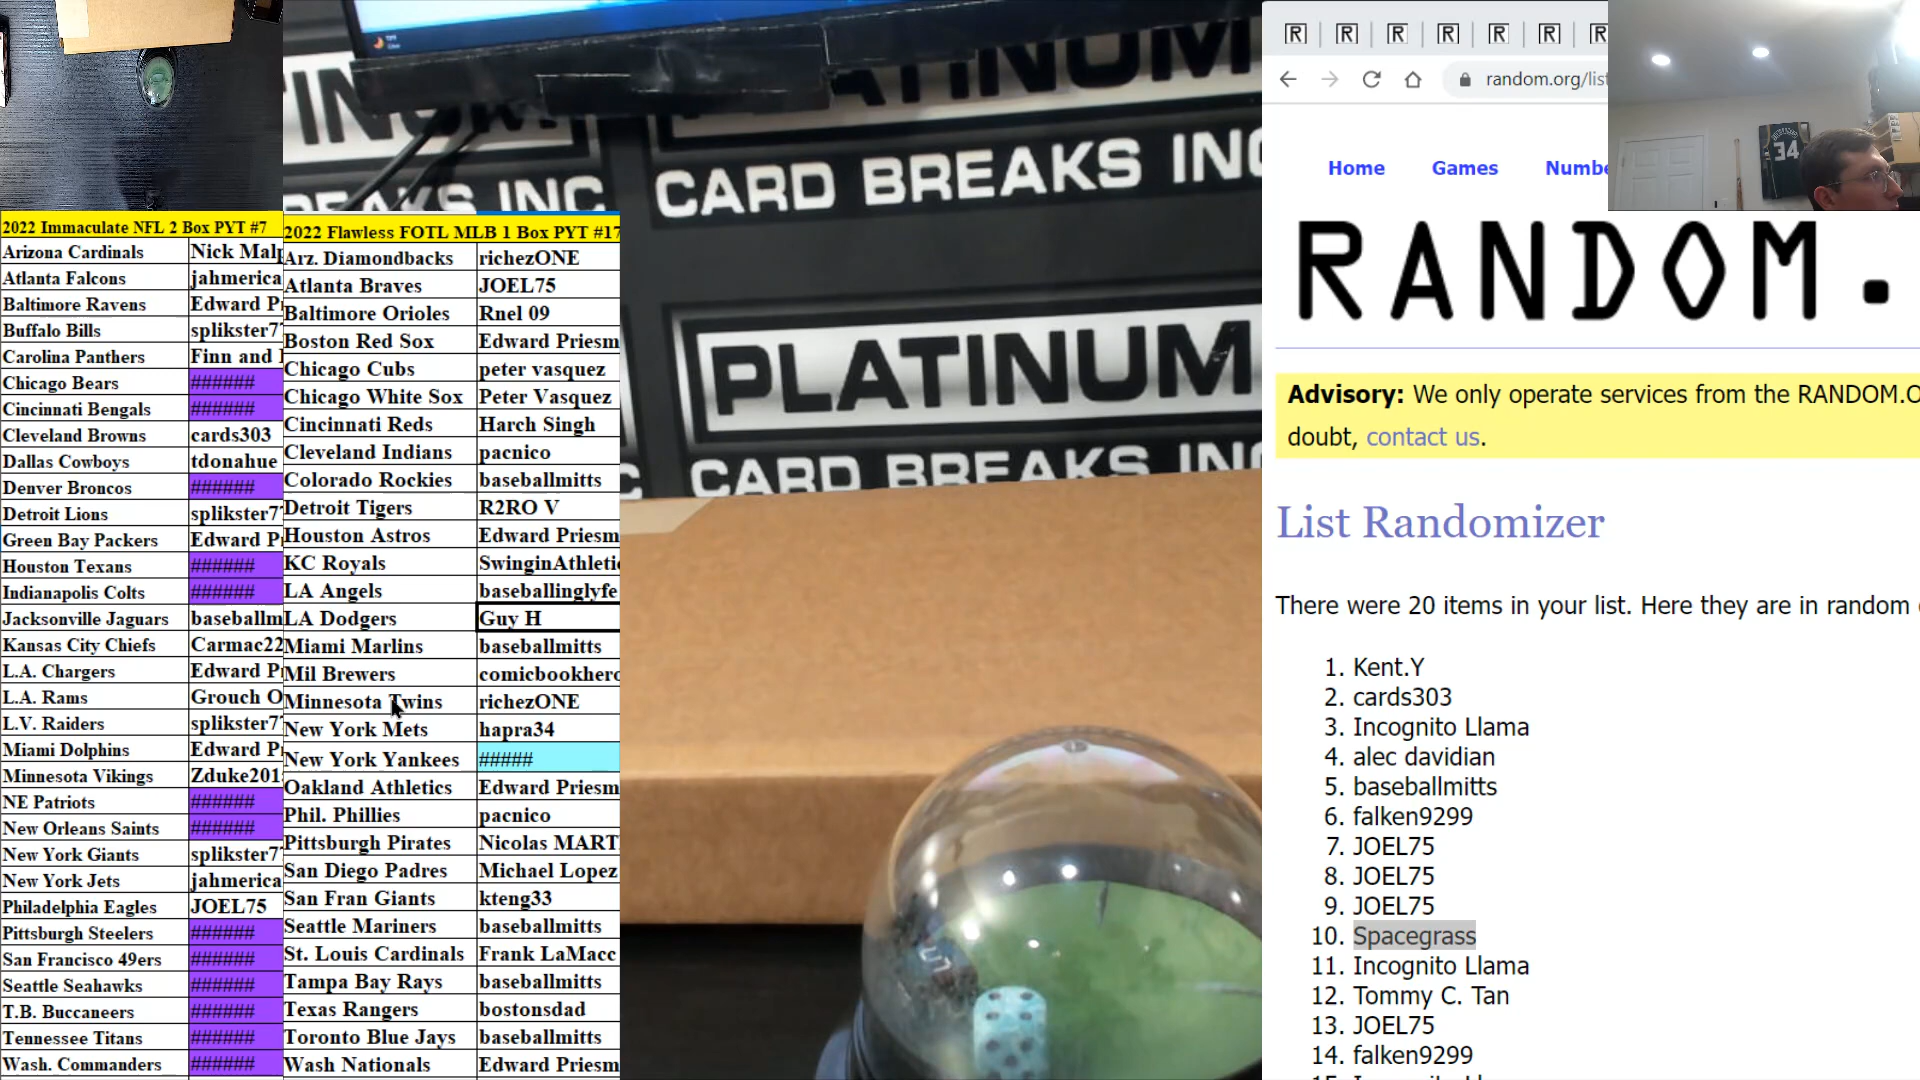 2022 Immaculate NFL 2 Box PYT #7
Arizona Cardinals Nick Mal
Atlanta Falcons jahmerica
Baltimore Ravens Edward P
Buffalo Bills splikster7
Carolina Panthers Finn and
Chicago Bears ######
Cincinnati Bengals ######
Cleveland Browns cards303
Dallas Cowboys tdonahue
Denver Broncos ######
Detroit Lions splikster7
Green Bay Packers Edward P
Houston Texans ######
Indianapolis Colts ######
Jacksonville Jaguars baseballm
Kansas City Chiefs Carmac22
L.A. Chargers Edward P
L.A. Rams Grouch O
L.V. Raiders splikster7
Miami Dolphins Edward P
Minnesota Vikings Zduke201
NE Patriots ######
New Orleans Saints ######
New York Giants splikster7
New York Jets jahmerica
Philadelphia Eagles JOEL75
Pittsburgh Steelers ######
San Francisco 49ers ######
Seattle Seahawks ######
T.B. Buccaneers ######
Tennessee Titans ######
Wash. Commanders ######
2022 Flawless FOTL MLB 1 Box PYT #17
Arz. Diamondbacks richezONE
Atlanta Braves JOEL75
Baltimore Orioles Rnel 09
Boston Red Sox Edward Priesm
Chicago Cubs peter vasquez
Chicago White Sox Peter Vasquez
Cincinnati Reds Harch Singh
Cleveland Indians pacnico
Colorado Rockies baseballmitts
Detroit Tigers R2RO V
Houston Astros Edward Priesm
KC Royals SwinginAthleti
LA Angels baseballinglyfe
LA Dodgers Guy H
Miami Marlins baseballmitts
Mil Brewers comicbookhero
Minnesota Twins richezONE
New York Mets hapra34
New York Yankees #####
Oakland Athletics Edward Priesm
Phil. Phillies pacnico
Pittsburgh Pirates Nicolas MART
San Diego Padres Michael Lopez
San Fran Giants kteng33
Seattle Mariners baseballmitts
St. Louis Cardinals Frank LaMacc
Tampa Bay Rays baseballmitts
Texas Rangers bostonsdad
Toronto Blue Jays baseballmitts
Wash Nationals Edward Priesm
PLATINUM
CARD BREAKS INC
PLATINUM
CARD BREAKS INC
AKS INC
34
random.org/list
Home Games Numbe
RANDOM.
Advisory: We only operate services from the RANDOM.O
doubt, contact us.
List Randomizer
There were 20 items in your list. Here they are in random
1. Kent.Y
2. cards303
3. Incognito Llama
4. alec davidian
5. baseballmitts
6. falken9299
7. JOEL75
8. JOEL75
9. JOEL75
10. Spacegrass
11. Incognito Llama
12. Tommy C. Tan
13. JOEL75
14. falken9299